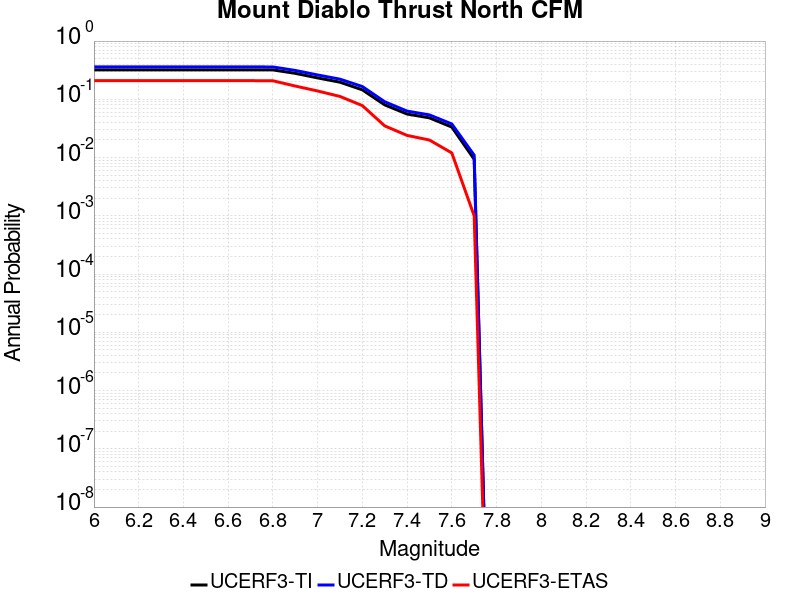 Mount Diablo Thrust North CFM
10^0
10^-1
10^-2
10^-3
10^-4
10^-5
10^-6
10^-7
10^-8
Annual Probability
6 6.2 6.4 6.6 6.8 7 7.2 7.4 7.6 7.8 8 8.2 8.4 8.6 8.8 9
Magnitude
UCERF3-TI UCERF3-TD UCERF3-ETAS